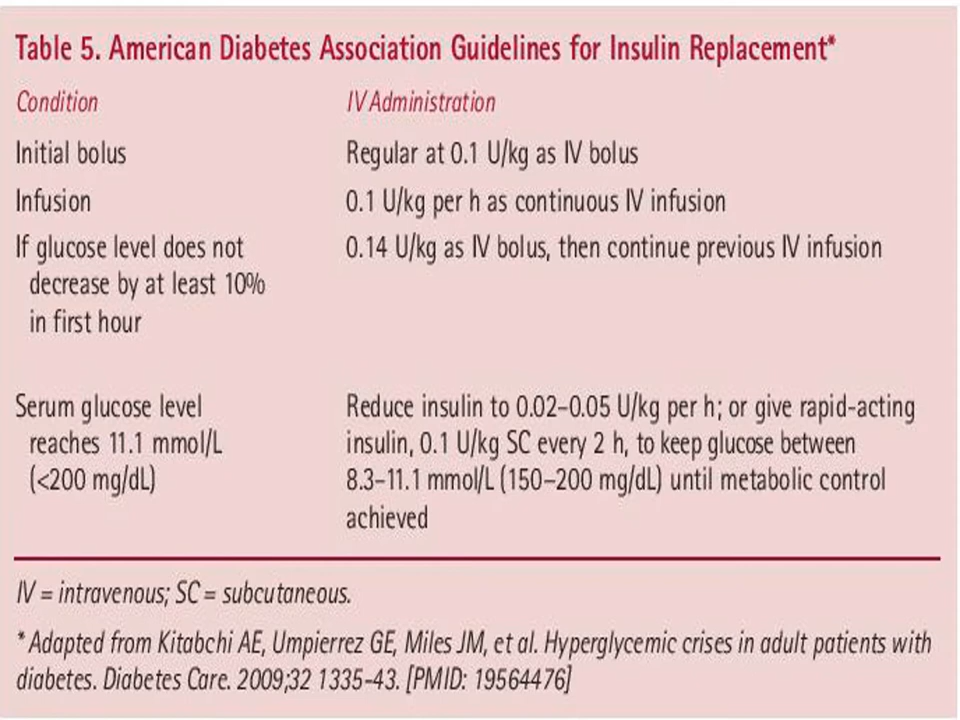 Table 5. American Diabetes Association Guidelines for Insulin Replacement*
Condition IV Administration
Initial bolus Regular at 0.1 U/kg as IV bolus
Infusion 0.1 U/kg per h as continuous IV infusion
If glucose level does not 0.14 U/kg as IV bolus, then continue previous IV infusion
decrease by at least 10%
in first hour
Serum glucose level Reduce insulin to 0.02–0.05 U/kg per h; or give rapid-acting
reaches 11.1 mmol/L insulin, 0.1 U/kg SC every 2 h, to keep glucose between
(<200 mg/dL) 8.3–11.1 mmol/L (150–200 mg/dL) until metabolic control
achieved
IV = intravenous; SC = subcutaneous.
* Adapted from Kitabchi AE, Umpierrez GE, Miles JM, et al. Hyperglycemic crises in adult patients with
diabetes. Diabetes Care. 2009;32 1335-43. [PMID: 19564476]